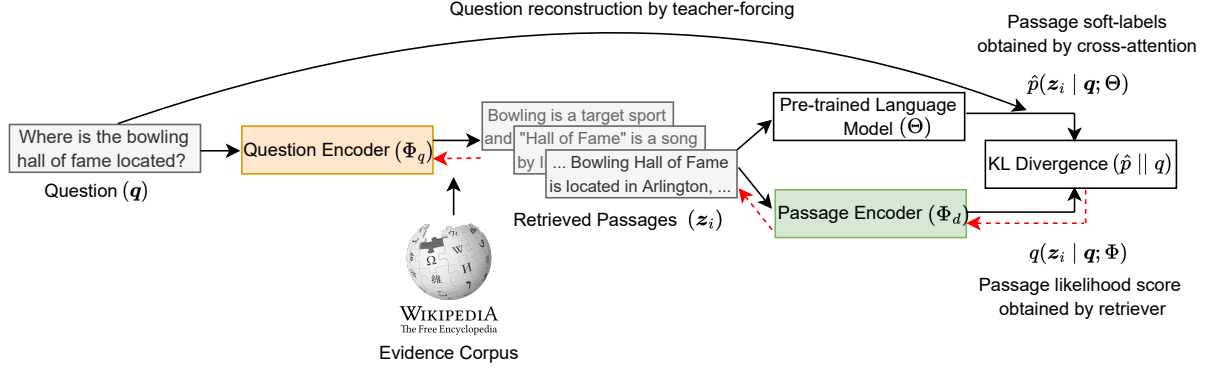 Question reconstruction by teacher-forcing
Passage soft-labels
obtained by cross-attention
p̂(z_i | q; Θ)
Where is the bowling
hall of fame located?
Question (q)
Question Encoder (Φ_q)
Bowling is a target sport
and "Hall of Fame" is a song
by l
... Bowling Hall of Fame
is located in Arlington, ...
Retrieved Passages (z_i)
Pre-trained Language
Model (Θ)
KL Divergence (p̂ || q)
Passage Encoder (Φ_d)
q(z_i | q; Φ)
Passage likelihood score
obtained by retriever
Ω
W
И
維
WIKIPEDIA
The Free Encyclopedia
Evidence Corpus